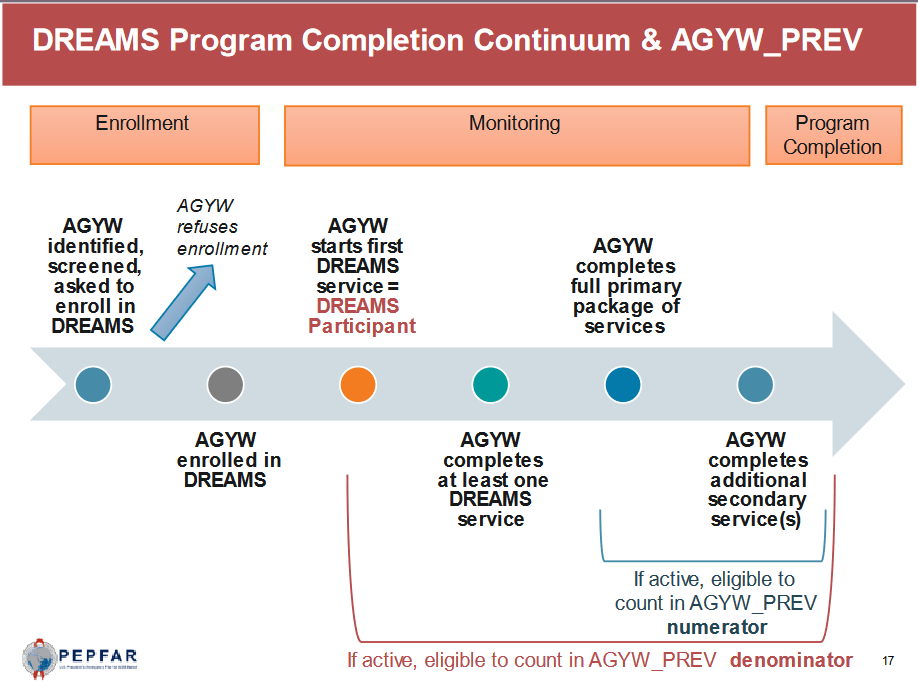 DREAMS Program Completion Continuum & AGYW_PREV
Enrollment
Monitoring
Program
Completion
AGYW
identified,
screened,
asked to
enroll in
DREAMS
AGYW
refuses
enrollment
AGYW
starts first
DREAMS
service =
DREAMS
Participant
AGYW
completes
full primary
package of
services
AGYW
enrolled in
DREAMS
AGYW
completes
at least one
DREAMS
service
AGYW
completes
additional
secondary
service(s)
If active, eligible to
count in AGYW_PREV
numerator
If active, eligible to count in AGYW_PREV denominator
PEPFAR
17